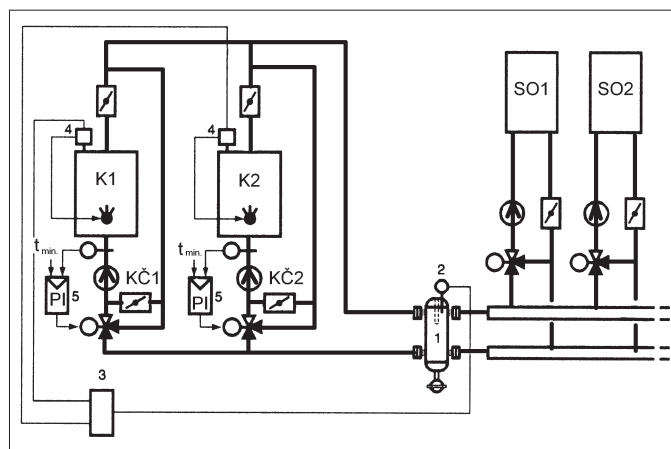 SO1 SO2
4 4
K1 K2
t min. t min.
KČ1 KČ2
2
PI 5 PI 5
1
3